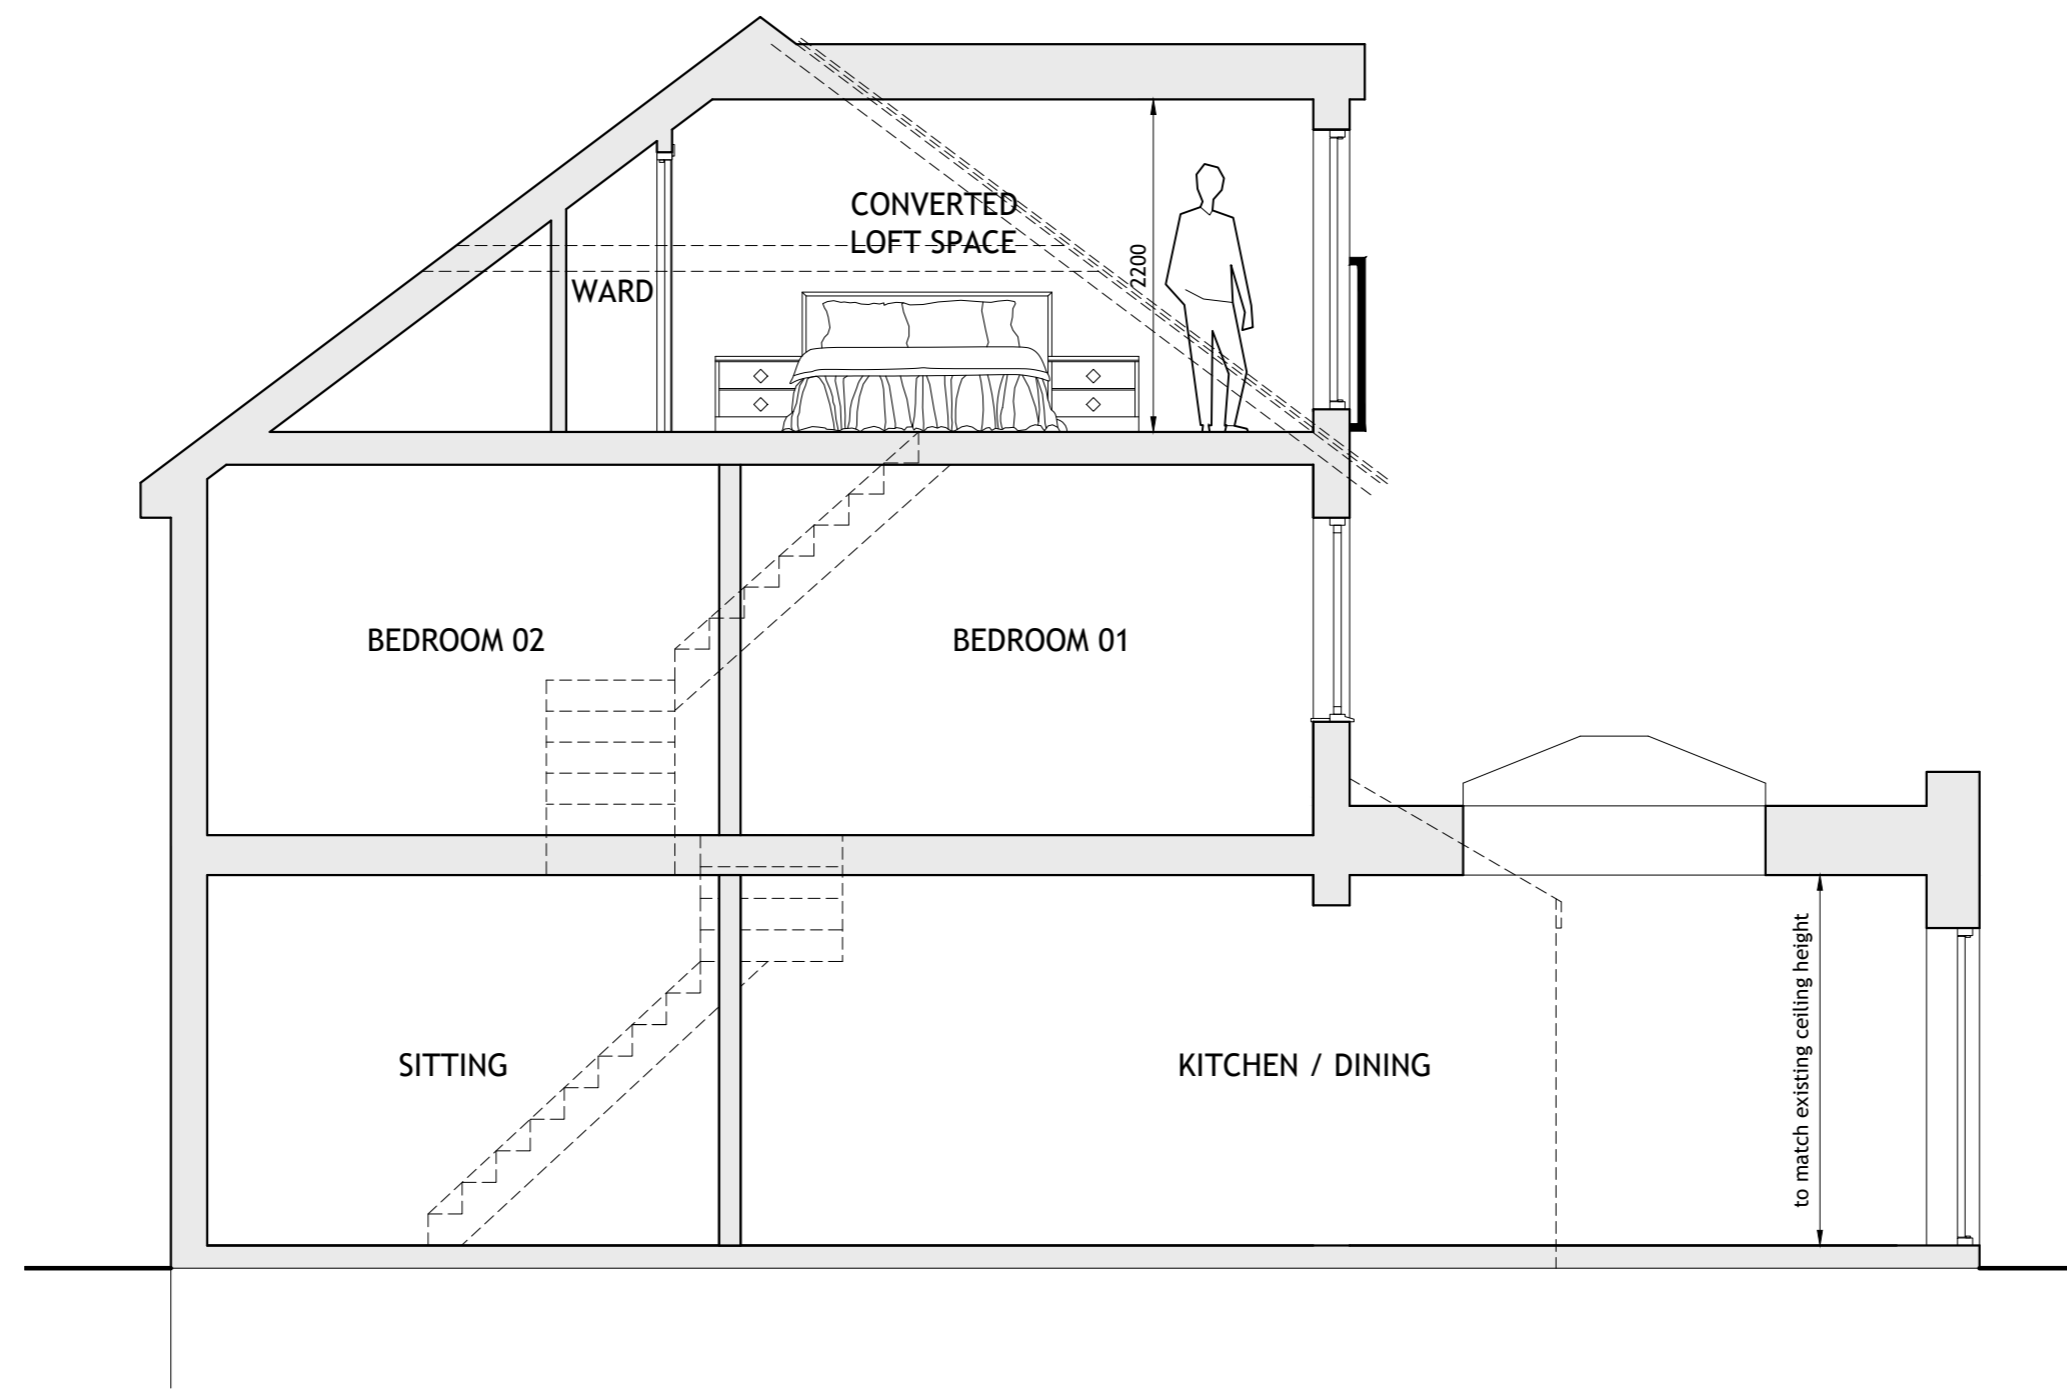 CONVERTED
LOFT SPACE
2200
WARD
BEDROOM 02
BEDROOM 01
SITTING
KITCHEN / DINING
to match existing ceiling height